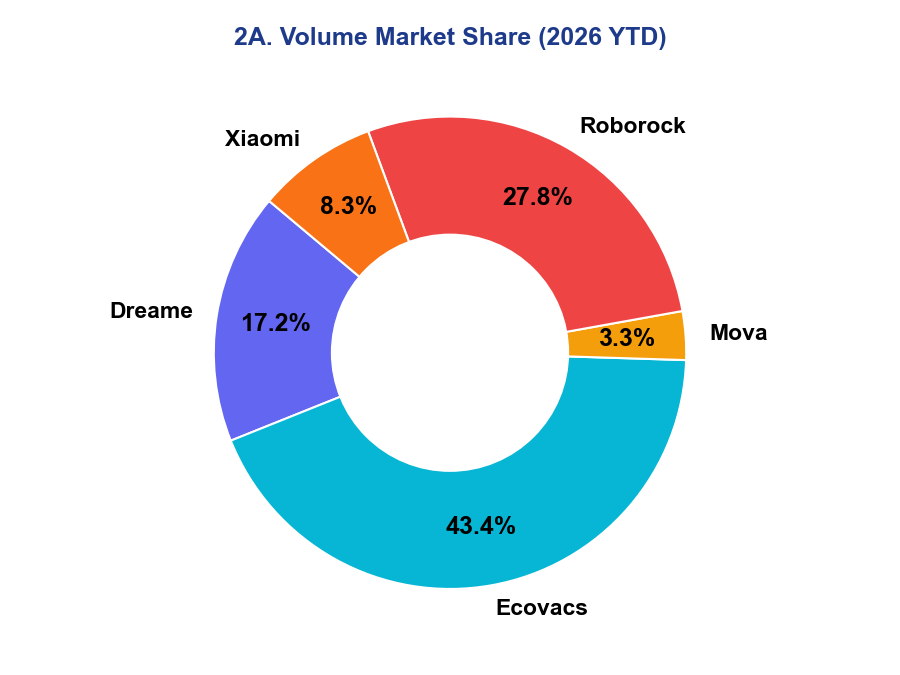 2A. Volume Market Share (2026 YTD)
Roborock
Xiaomi
27.8%
8.3%
Dreame
17.2%
Mova
3.3%
43.4%
Ecovacs